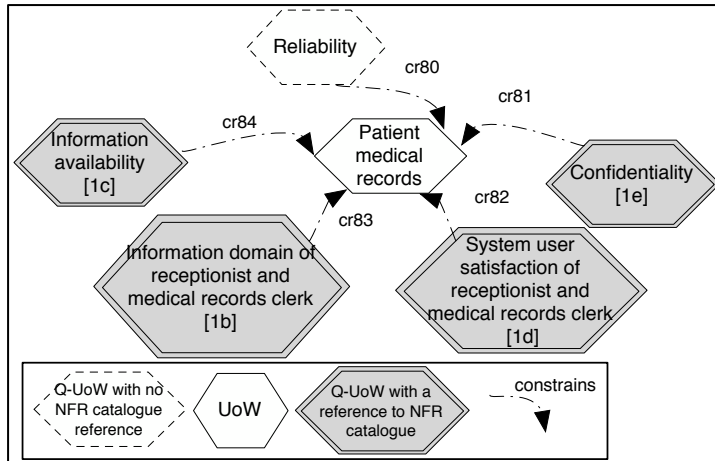 Reliability
cr80
cr81
Information
availability
[1c]
cr84
Patient
medical
records
Confidentiality
[1e]
cr83
cr82
Information domain of
receptionist and
medical records clerk
[1b]
System user
satisfaction of
receptionist and
medical records clerk
[1d]
Q-UoW with no
NFR catalogue
reference
UoW
Q-UoW with a
reference to NFR
catalogue
constrains